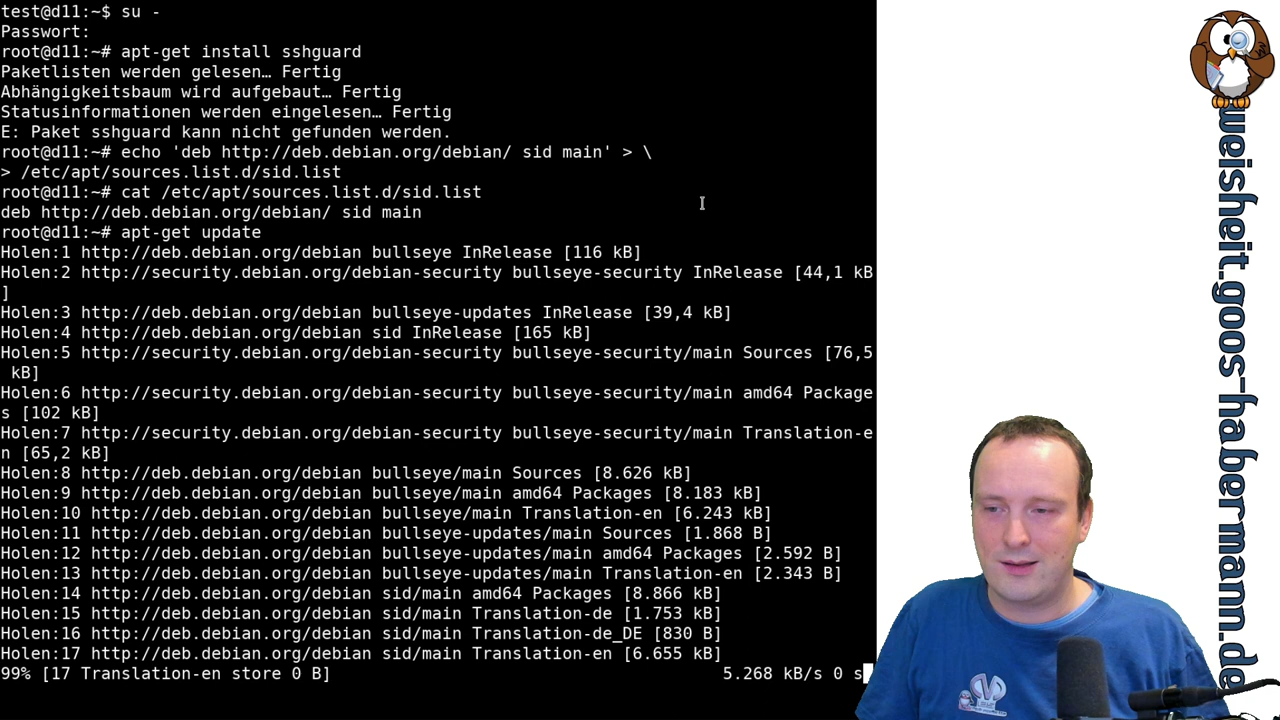 test@d11:~$ su -
Passwort:
root@d11:~# apt-get install sshguard
Paketlisten werden gelesen… Fertig
Abhängigkeitsbaum wird aufgebaut… Fertig
Statusinformationen werden eingelesen… Fertig
E: Paket sshguard kann nicht gefunden werden.
root@d11:~# echo 'deb http://deb.debian.org/debian/ sid main' > \
> /etc/apt/sources.list.d/sid.list
root@d11:~# cat /etc/apt/sources.list.d/sid.list
deb http://deb.debian.org/debian/ sid main
root@d11:~# apt-get update
Holen:1 http://deb.debian.org/debian bullseye InRelease [116 kB]
Holen:2 http://security.debian.org/debian-security bullseye-security InRelease [44,1 kB
]
Holen:3 http://deb.debian.org/debian bullseye-updates InRelease [39,4 kB]
Holen:4 http://deb.debian.org/debian sid InRelease [165 kB]
Holen:5 http://security.debian.org/debian-security bullseye-security/main Sources [76,5
 kB]
Holen:6 http://security.debian.org/debian-security bullseye-security/main amd64 Package
s [102 kB]
Holen:7 http://security.debian.org/debian-security bullseye-security/main Translation-e
n [65,2 kB]
Holen:8 http://deb.debian.org/debian bullseye/main Sources [8.626 kB]
Holen:9 http://deb.debian.org/debian bullseye/main amd64 Packages [8.183 kB]
Holen:10 http://deb.debian.org/debian bullseye/main Translation-en [6.243 kB]
Holen:11 http://deb.debian.org/debian bullseye-updates/main Sources [1.868 B]
Holen:12 http://deb.debian.org/debian bullseye-updates/main amd64 Packages [2.592 B]
Holen:13 http://deb.debian.org/debian bullseye-updates/main Translation-en [2.343 B]
Holen:14 http://deb.debian.org/debian sid/main amd64 Packages [8.866 kB]
Holen:15 http://deb.debian.org/debian sid/main Translation-de [1.753 kB]
Holen:16 http://deb.debian.org/debian sid/main Translation-de_DE [830 B]
Holen:17 http://deb.debian.org/debian sid/main Translation-en [6.655 kB]
99% [17 Translation-en store 0 B] 5.268 kB/s 0 s
weisheit.goos-habermann.de